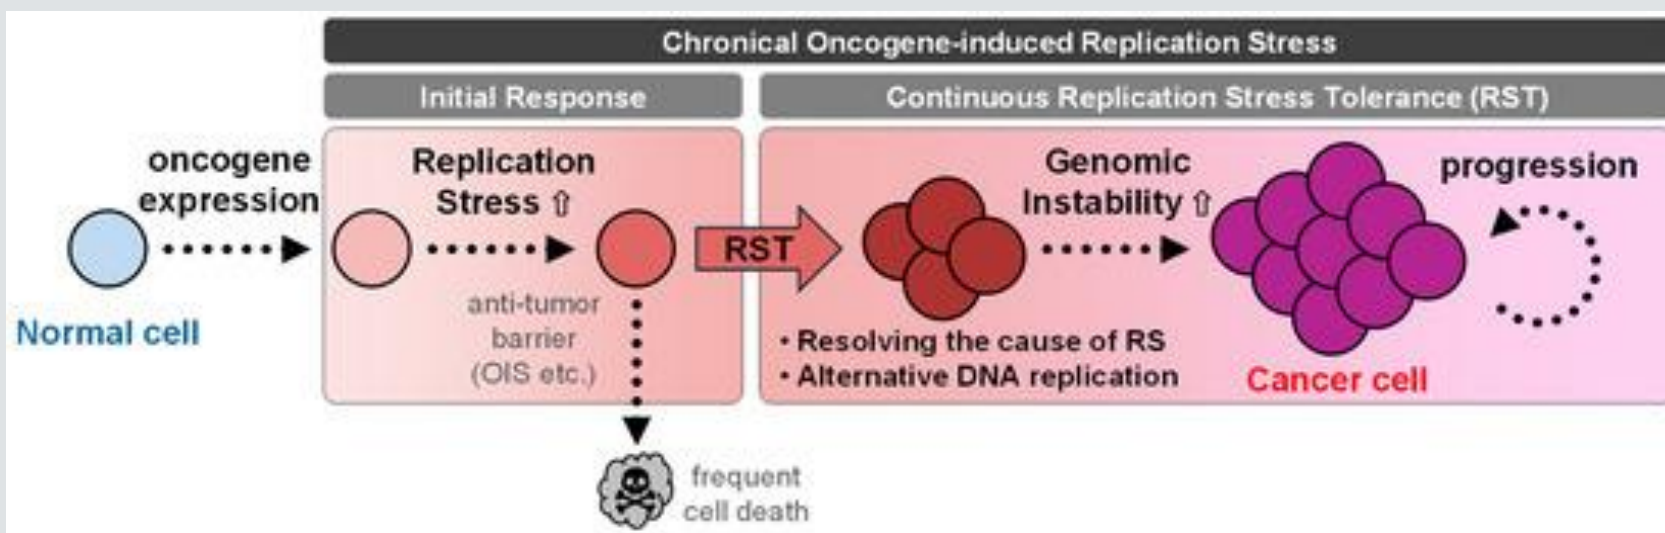 Chronical Oncogene-induced Replication Stress
Initial Response
Continuous Replication Stress Tolerance (RST)
oncogene
expression
Normal cell
Replication
Stress ⇧
anti-tumor
barrier
(OIS etc.)
frequent
cell death
RST
• Resolving the cause of RS
• Alternative DNA replication
Genomic
Instability ⇧
Cancer cell
progression